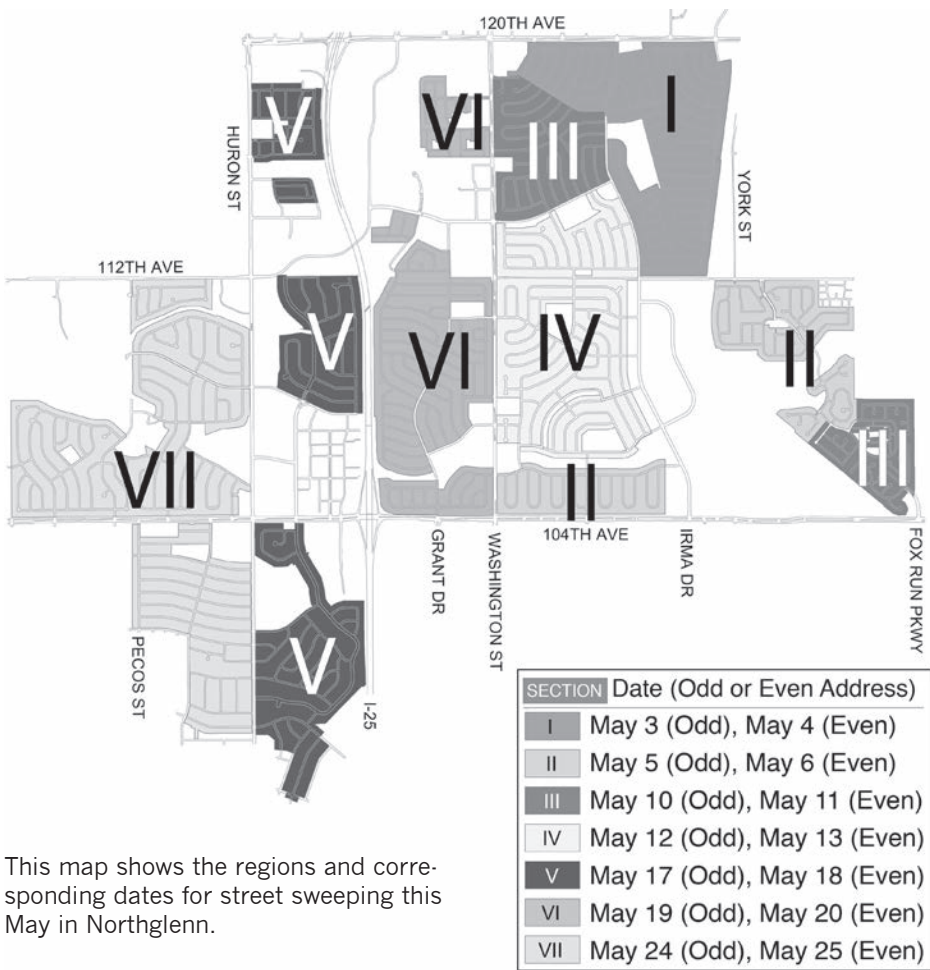 120TH AVE
V
VI
I
III
HURON ST
YORK ST
112TH AVE
V
VI
IV
II
VII
II
III
104TH AVE
GRANT DR
WASHINGTON ST
IRMA DR
FOX RUN PKWY
PECOS ST
V
I-25
SECTION Date (Odd or Even Address)
I May 3 (Odd), May 4 (Even)
II May 5 (Odd), May 6 (Even)
III May 10 (Odd), May 11 (Even)
IV May 12 (Odd), May 13 (Even)
V May 17 (Odd), May 18 (Even)
VI May 19 (Odd), May 20 (Even)
VII May 24 (Odd), May 25 (Even)
This map shows the regions and corre-
sponding dates for street sweeping this
May in Northglenn.